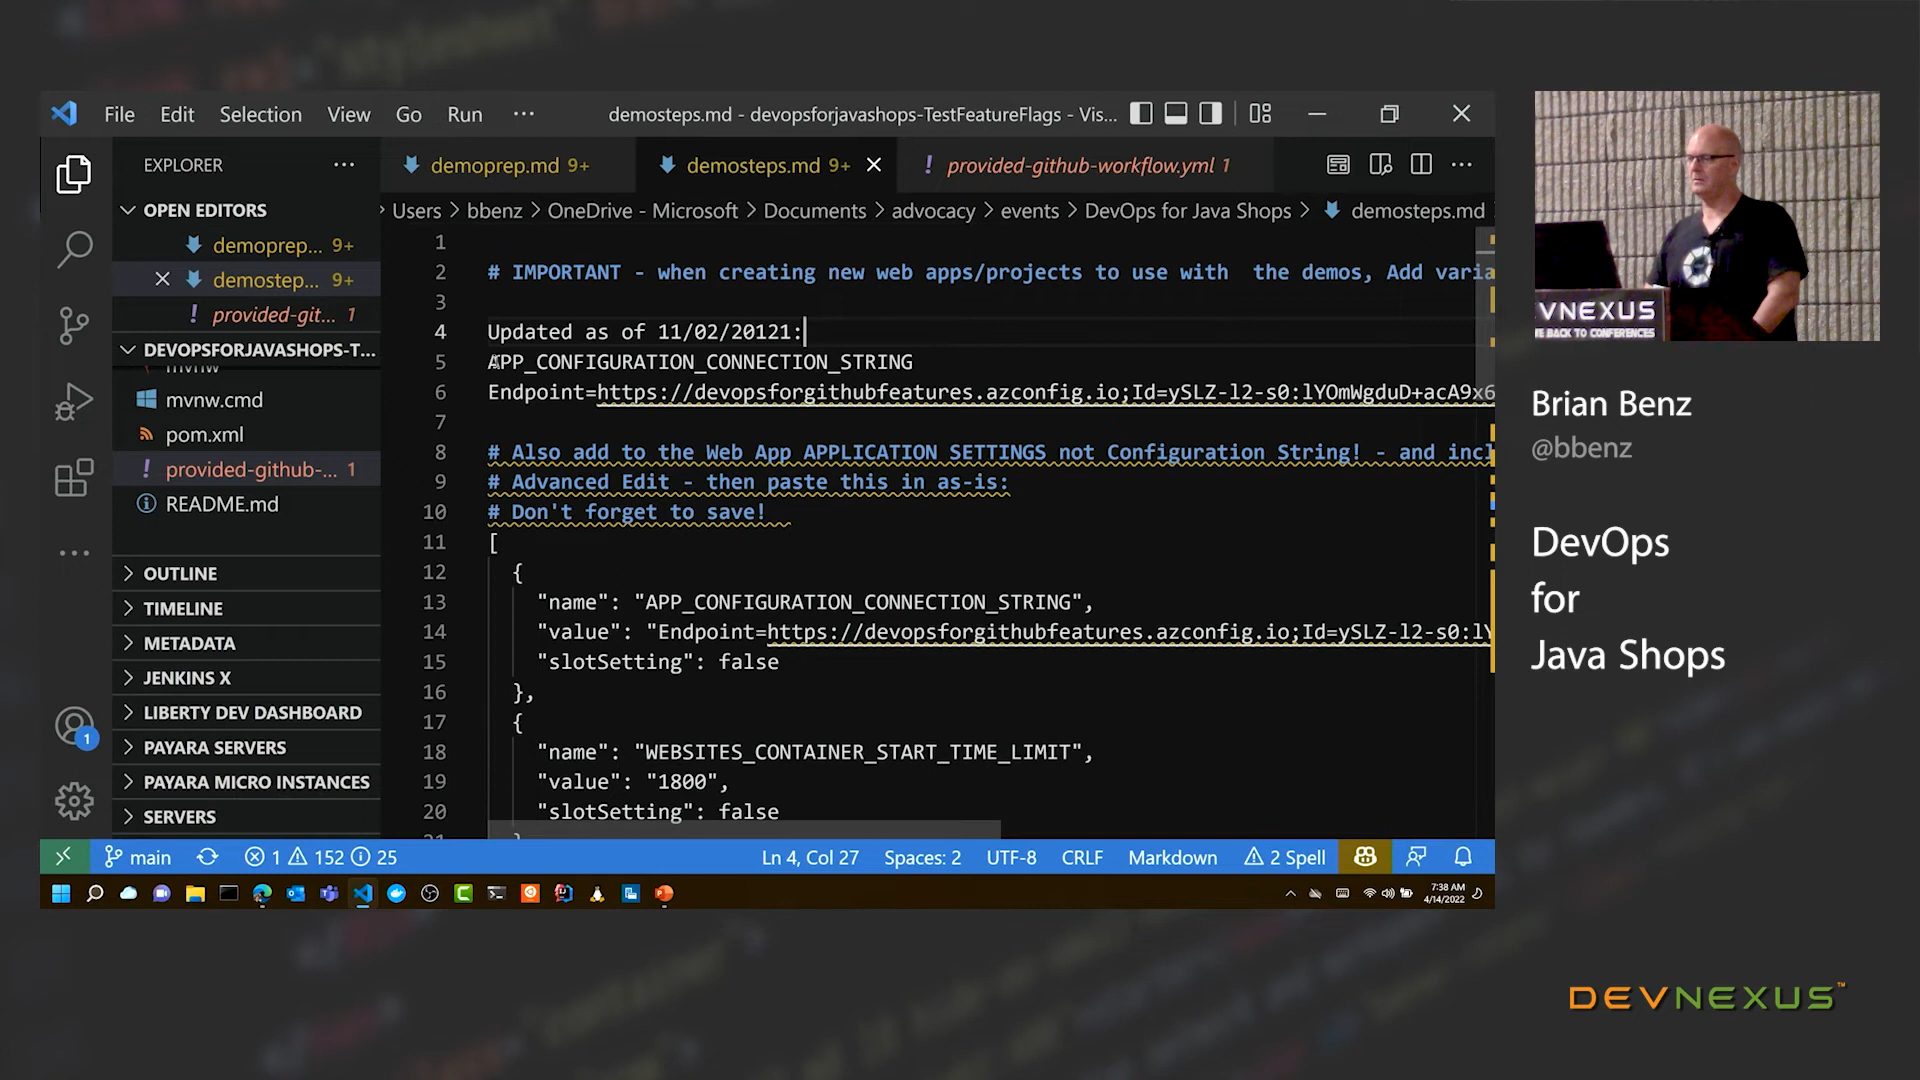 File Edit Selection View Go Run ···
demosteps.md - devopsforjavashops-TestFeatureFlags - Vis...
EXPLORER ···
demoprep.md 9+
demosteps.md 9+
! provided-github-workflow.yml 1
> Users > bbenz > OneDrive - Microsoft > Documents > advocacy > events > DevOps for Java Shops > demosteps.md
OPEN EDITORS
demoprep... 9+
demostep... 9+
! provided-git... 1
DEVOPSFORJAVASHOPS-T...
mvnw
mvnw.cmd
pom.xml
! provided-github-... 1
README.md
OUTLINE
TIMELINE
METADATA
JENKINS X
LIBERTY DEV DASHBOARD
PAYARA SERVERS
PAYARA MICRO INSTANCES
SERVERS
1
1
2 # IMPORTANT - when creating new web apps/projects to use with  the demos, Add varia
3
4 Updated as of 11/02/20121:
5 APP_CONFIGURATION_CONNECTION_STRING
6 Endpoint=https://devopsforgithubfeatures.azconfig.io;Id=ySLZ-l2-s0:lYOmWgduD+acA9x6
7
8 # Also add to the Web App APPLICATION SETTINGS not Configuration String! - and incl
9 # Advanced Edit - then paste this in as-is:
10 # Don't forget to save!
11 [
12 {
13 "name": "APP_CONFIGURATION_CONNECTION_STRING",
14 "value": "Endpoint=https://devopsforgithubfeatures.azconfig.io;Id=ySLZ-l2-s0:lY
15 "slotSetting": false
16 },
17 {
18 "name": "WEBSITES_CONTAINER_START_TIME_LIMIT",
19 "value": "1800",
20 "slotSetting": false
21 }
main 1 152 25
Ln 4, Col 27 Spaces: 2 UTF-8 CRLF Markdown 2 Spell
7:38 AM
4/14/2022
VNEXUS
E BACK TO CONFERENCES
Brian Benz
@bbenz
DevOps
for
Java Shops
DEVNEXUS™